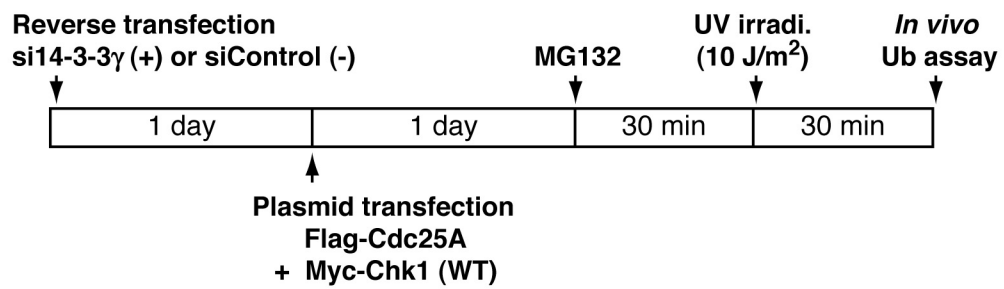 Reverse transfection
si14-3-3γ (+) or siControl (-)
MG132
UV irradi.
(10 J/m2)
In vivo
Ub assay
1 day
1 day
30 min
30 min
Plasmid transfection
Flag-Cdc25A
+ Myc-Chk1 (WT)